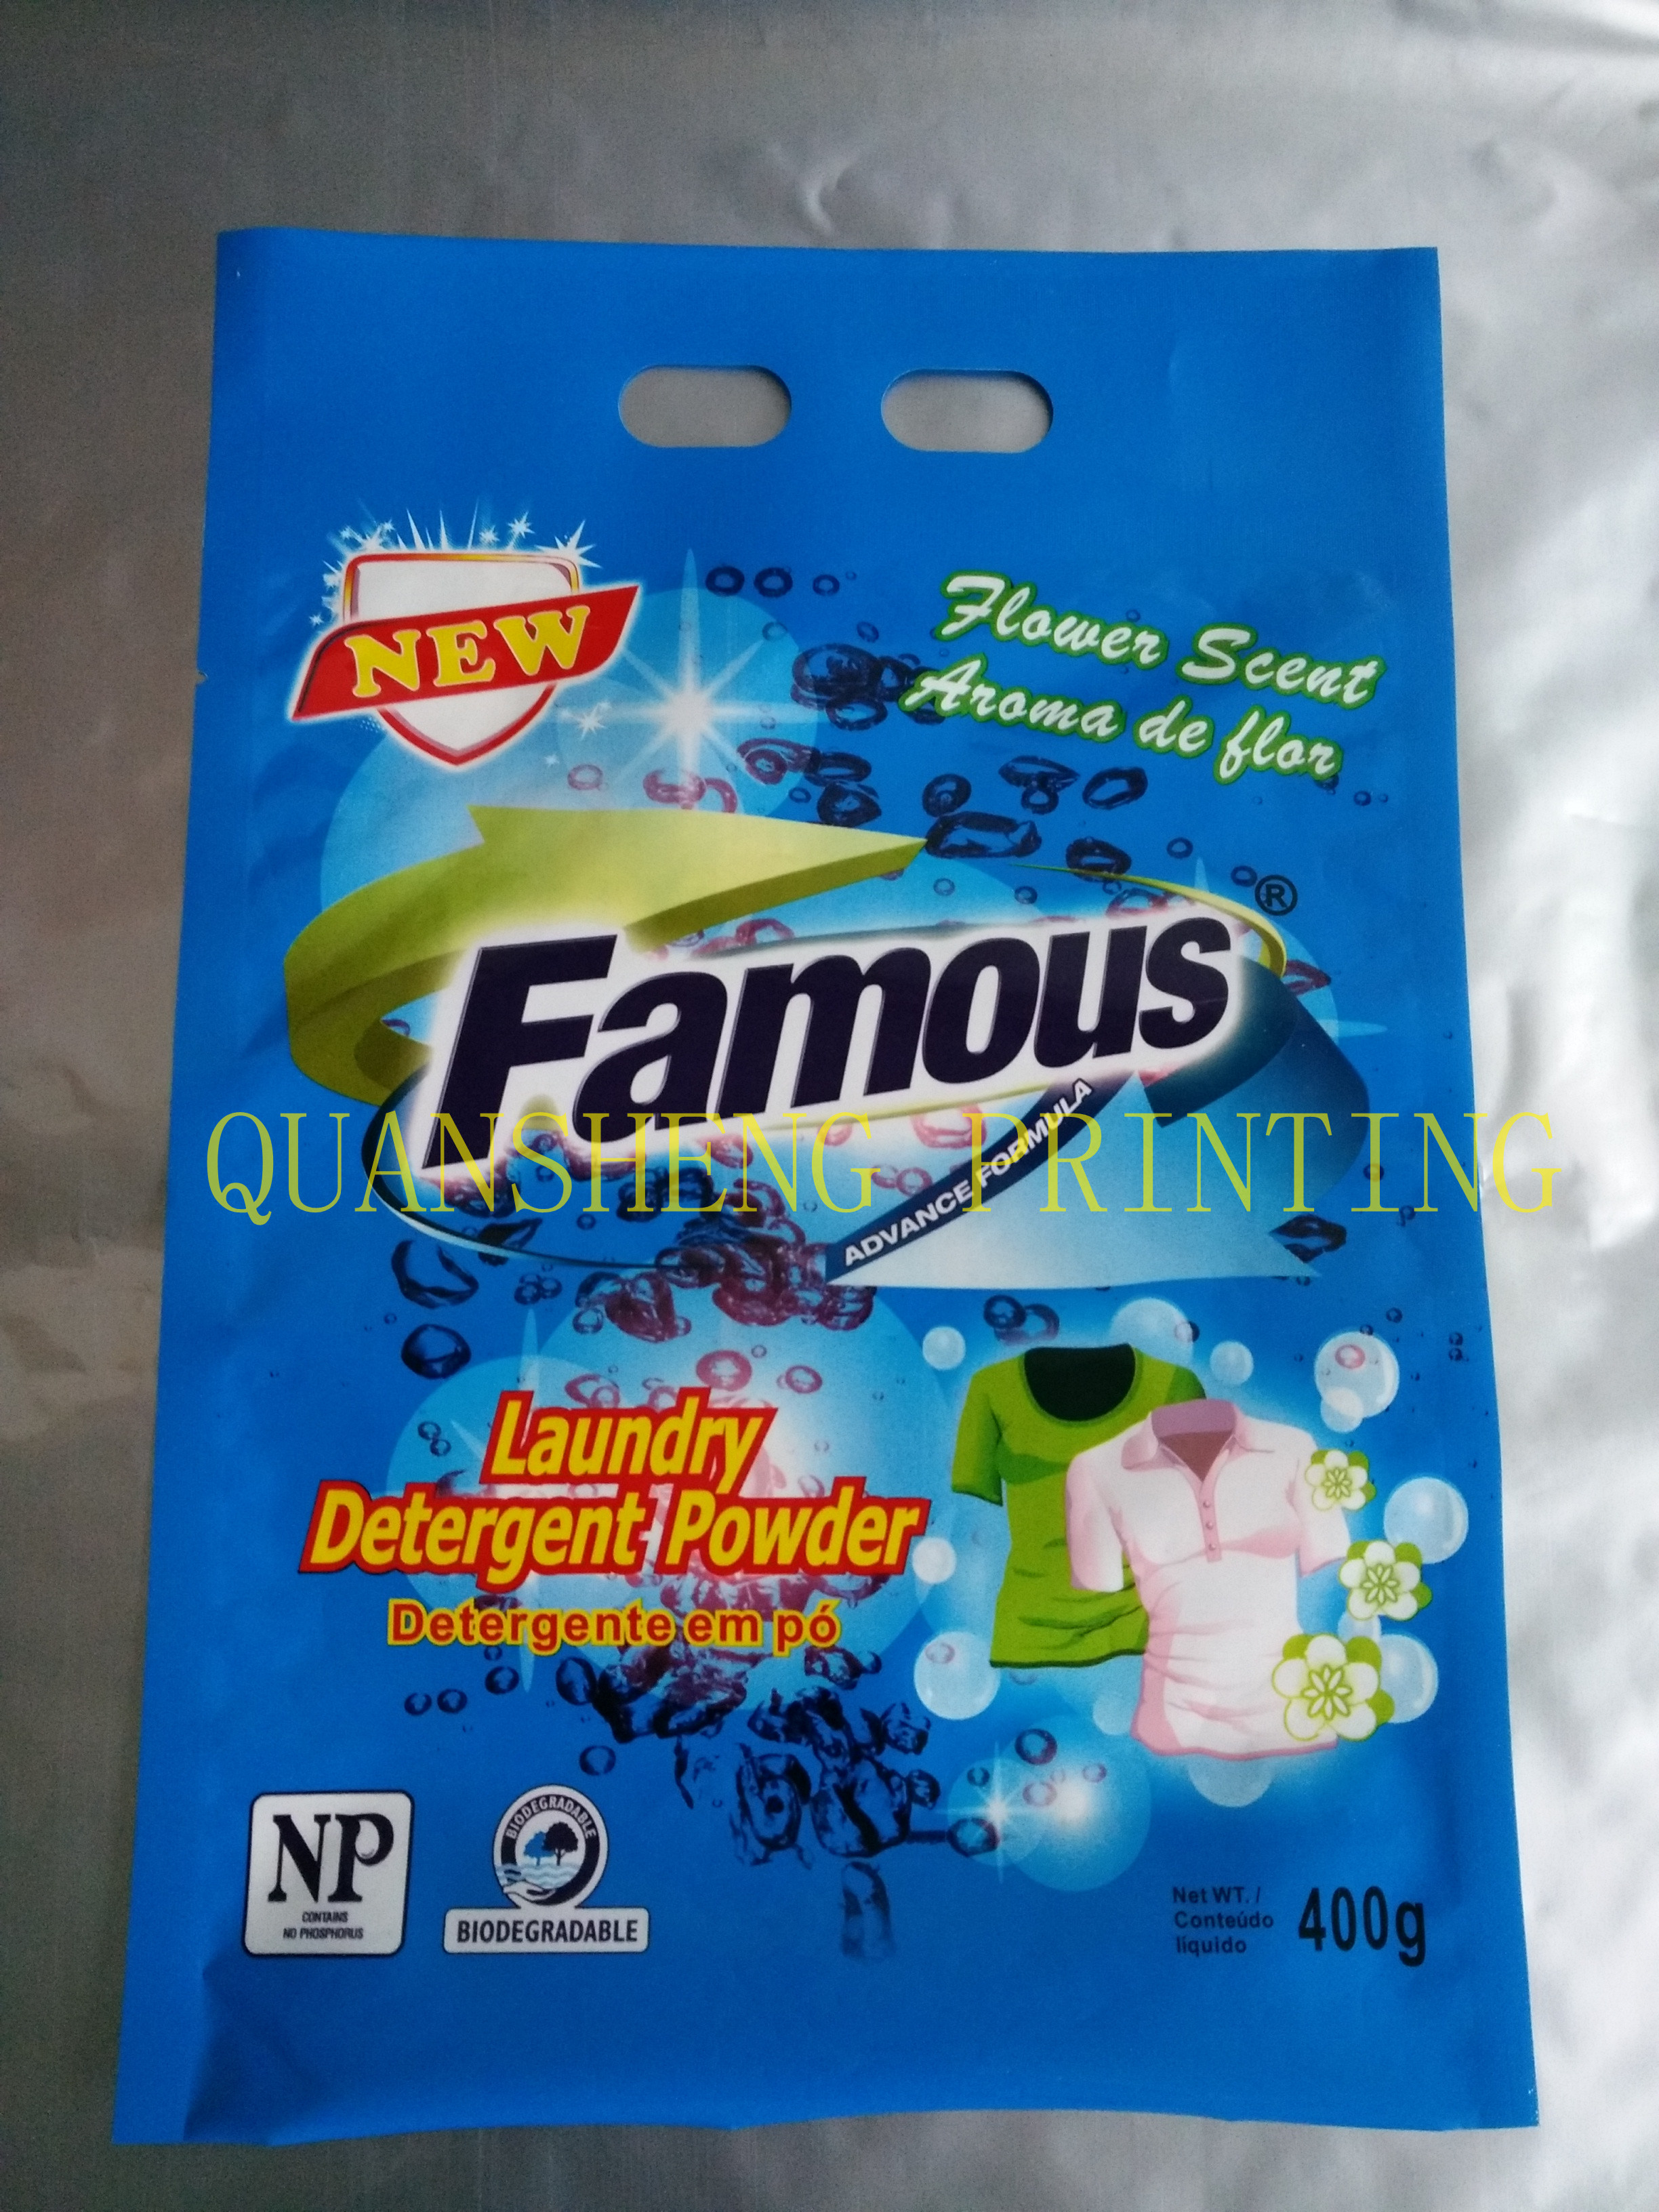 NEW
Flower Scent
Aroma de flor
Famous®
ADVANCE FORMULA
QUANSHENG PRINTING
Laundry
Detergent Powder
Detergente em pó
NP
CONTAINS
NO PHOSPHORUS
BIODEGRADABLE
BIODEGRADABLE
Net WT. /
Conteúdo
líquido
400g